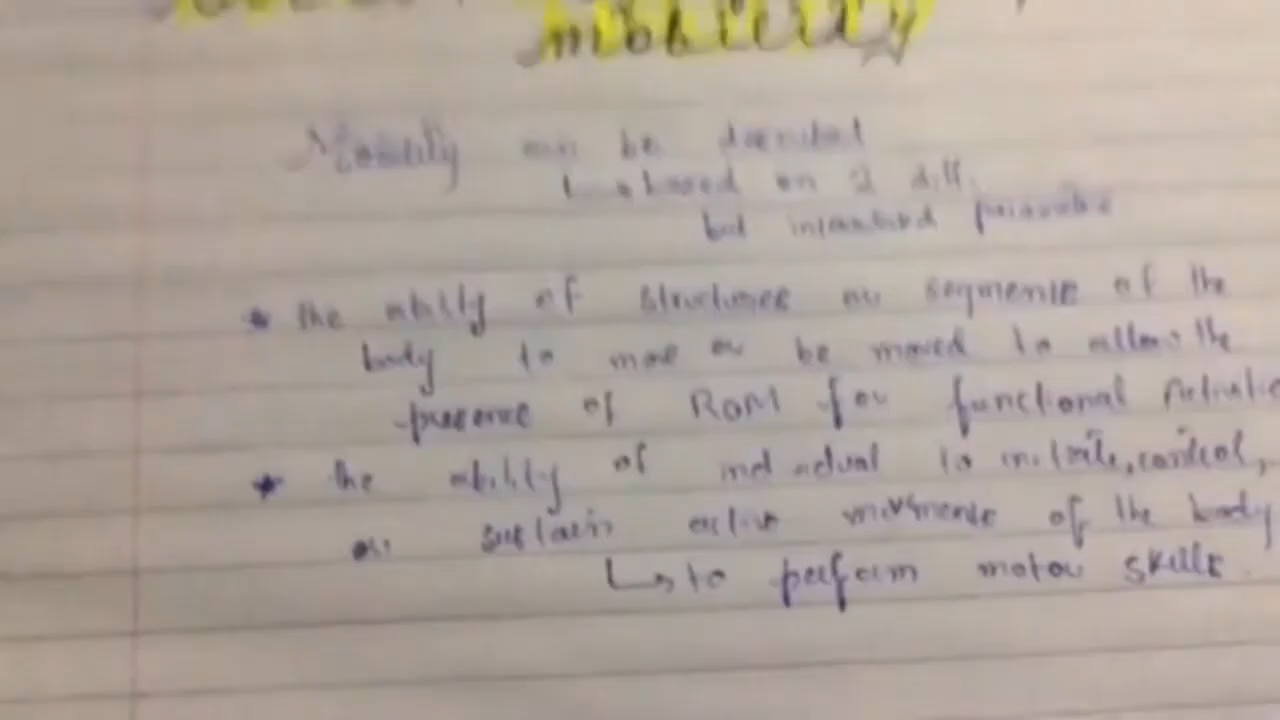 mobility
Mobility can be described
↳ based on 2 diff.
but interrelated parameters
* the ability of structures or segments of the
body to move or be moved to allow the
presence of ROM for functional activities
* the ability of individual to initiate, control,
or sustain active movements of the body
↳ to perform motor skills.